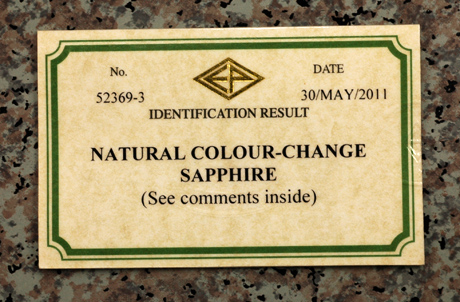 No.
DATE
52369-3
30/MAY/2011
IDENTIFICATION RESULT
NATURAL COLOUR-CHANGE
SAPPHIRE
(See comments inside)